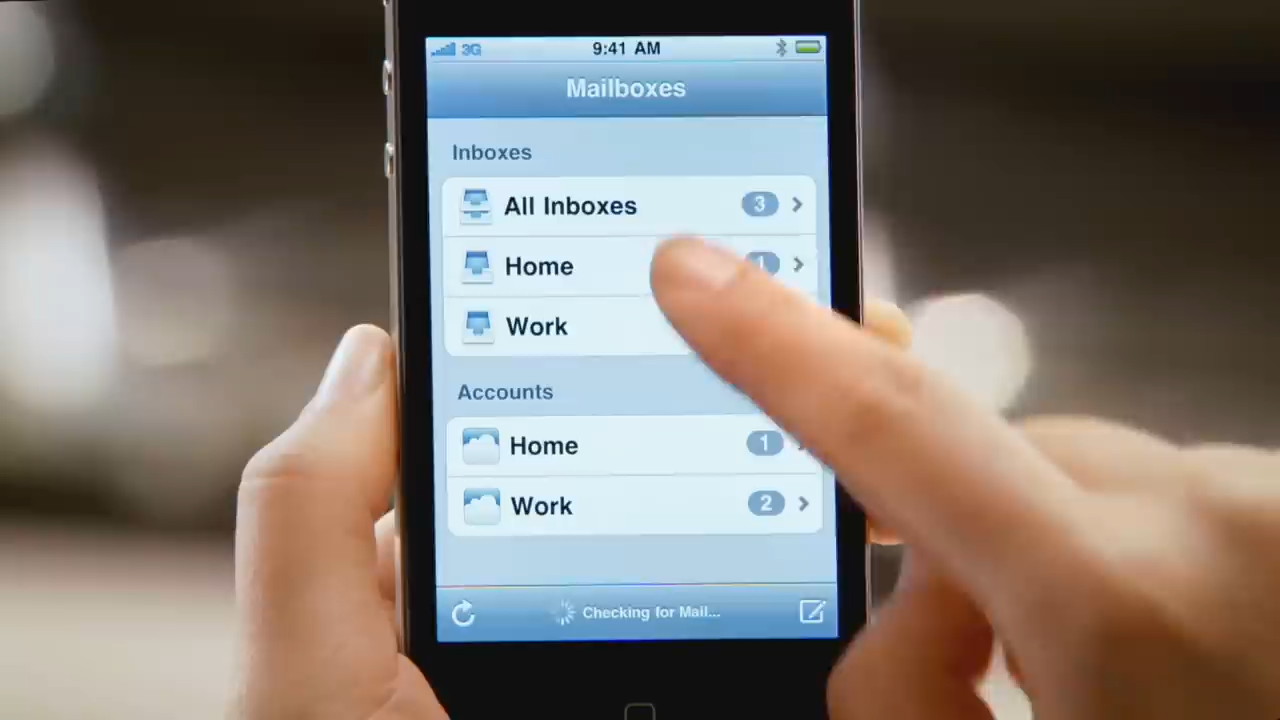 3G 9:41 AM
Mailboxes
Inboxes
All Inboxes 3
Home 1
Work
Accounts
Home 1
Work 2
Checking for Mail...